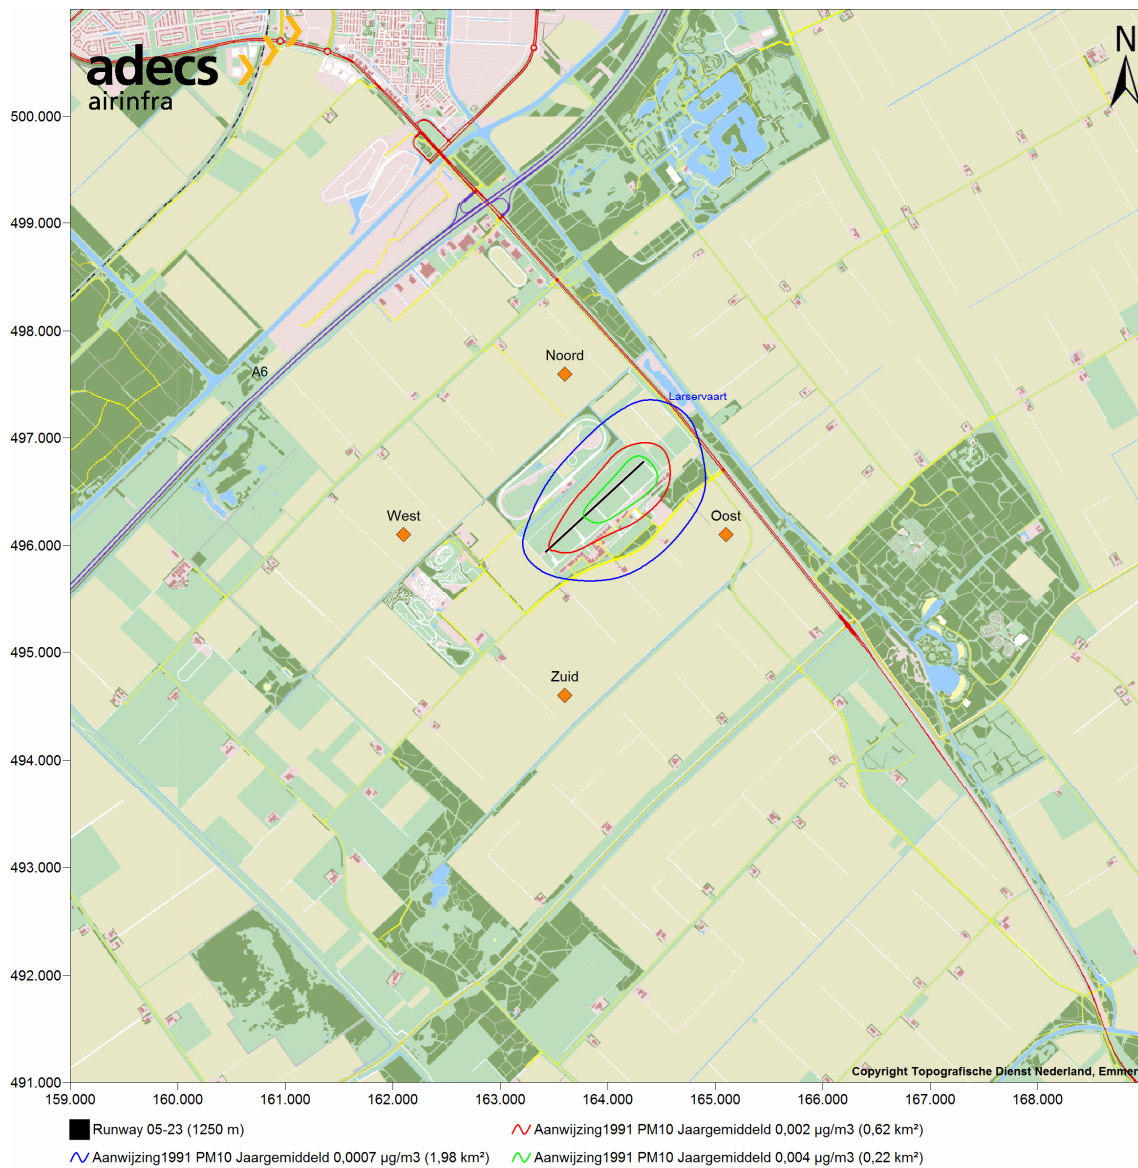 adecs
airinfra
N
500.000
499.000
498.000
Noord
A6
Larservaart
497.000
West
Oost
496.000
495.000
Zuid
494.000
493.000
492.000
491.000
Copyright Topografische Dienst Nederland, Emmen
159.000 160.000 161.000 162.000 163.000 164.000 165.000 166.000 167.000 168.000
Runway 05-23 (1250 m)
Aanwijzing1991 PM10 Jaargemiddeld 0,002 µg/m3 (0,62 km²)
Aanwijzing1991 PM10 Jaargemiddeld 0,0007 µg/m3 (1,98 km²)
Aanwijzing1991 PM10 Jaargemiddeld 0,004 µg/m3 (0,22 km²)